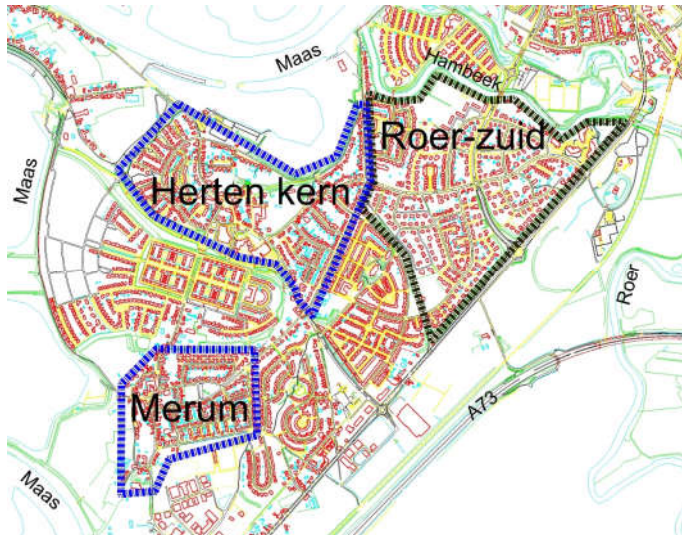 Maas
Hambeek
Roer-zuid
Herten kern
Maas
Roer
Merum
A73
Maas